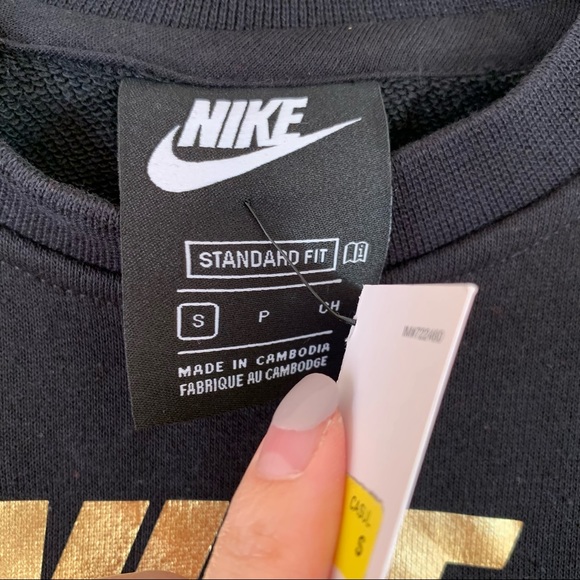 NIKE
STANDARD FIT
S P CH
MADE IN CAMBODIA
FABRIQUE AU CAMBODGE
S